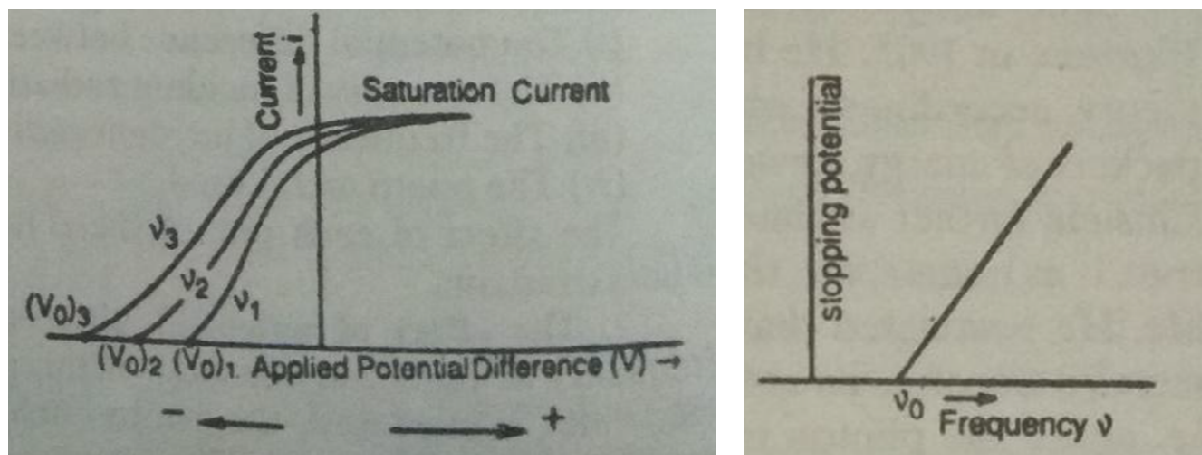 Current i
Saturation Current
ν3
ν2
ν1
(V0)3
(V0)2 (V0)1. Applied Potential Difference (V) →
- +
stopping potential
ν0
Frequency ν